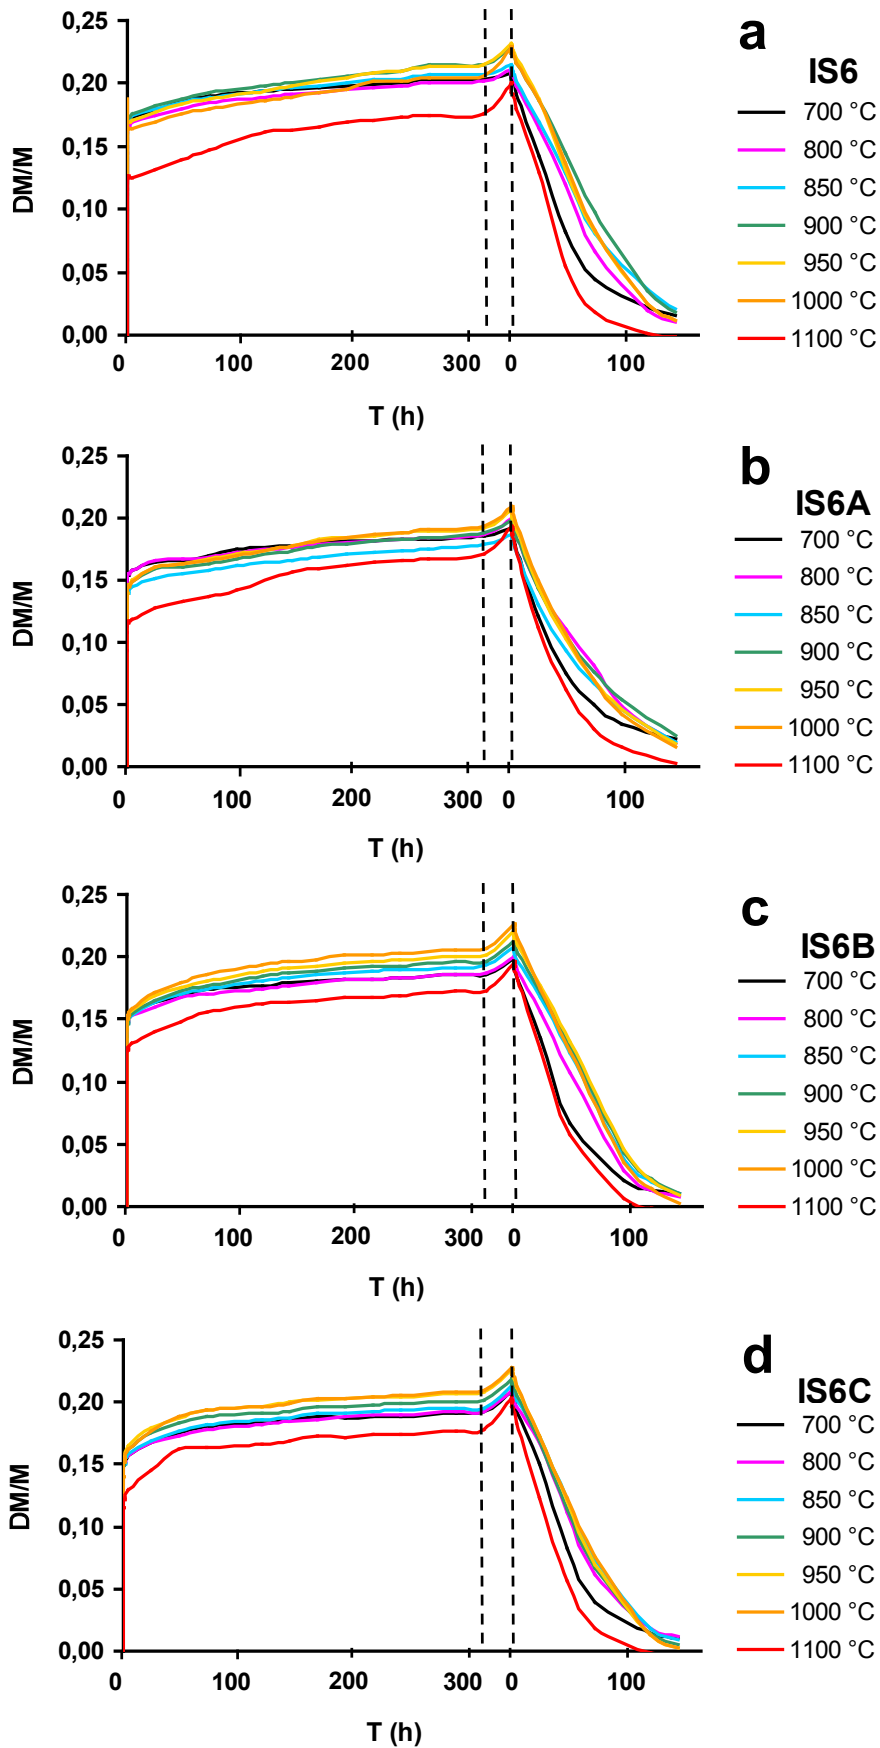 a
IS6
700 °C
800 °C
850 °C
900 °C
950 °C
1000 °C
1100 °C
0,25
0,20
0,15
0,10
0,05
0,00
DM/M
0 100 200 300 0 100
T (h)
b
IS6A
700 °C
800 °C
850 °C
900 °C
950 °C
1000 °C
1100 °C
0,25
0,20
0,15
0,10
0,05
0,00
DM/M
0 100 200 300 0 100
T (h)
c
IS6B
700 °C
800 °C
850 °C
900 °C
950 °C
1000 °C
1100 °C
0,25
0,20
0,15
0,10
0,05
0,00
DM/M
0 100 200 300 0 100
T (h)
d
IS6C
700 °C
800 °C
850 °C
900 °C
950 °C
1000 °C
1100 °C
0,25
0,20
0,15
0,10
0,05
0,00
DM/M
0 100 200 300 0 100
T (h)